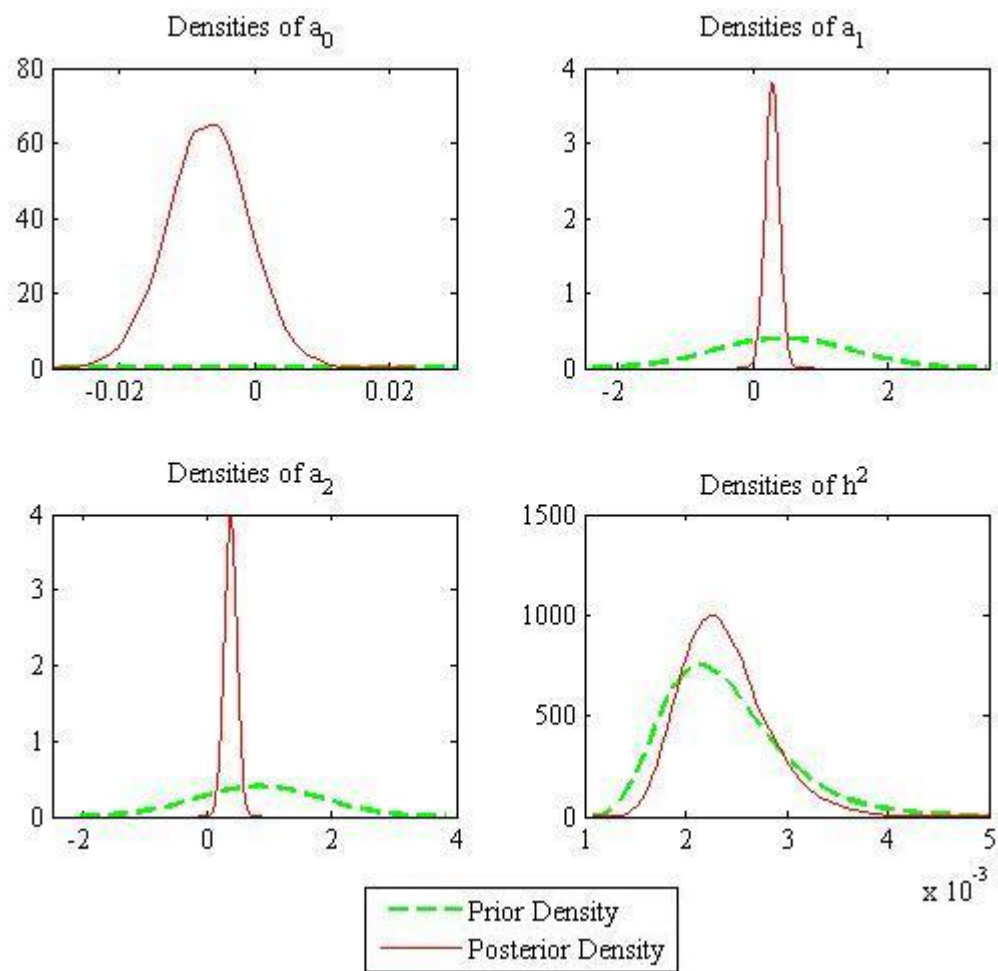 Densities of a₀
80
60
40
20
0
-0.02 0 0.02
Densities of a₁
4
3
2
1
0
-2 0 2
Densities of a₂
4
3
2
1
0
-2 0 2 4
Densities of h²
1500
1000
500
0
1 2 3 4 5
x 10⁻³
Prior Density
Posterior Density